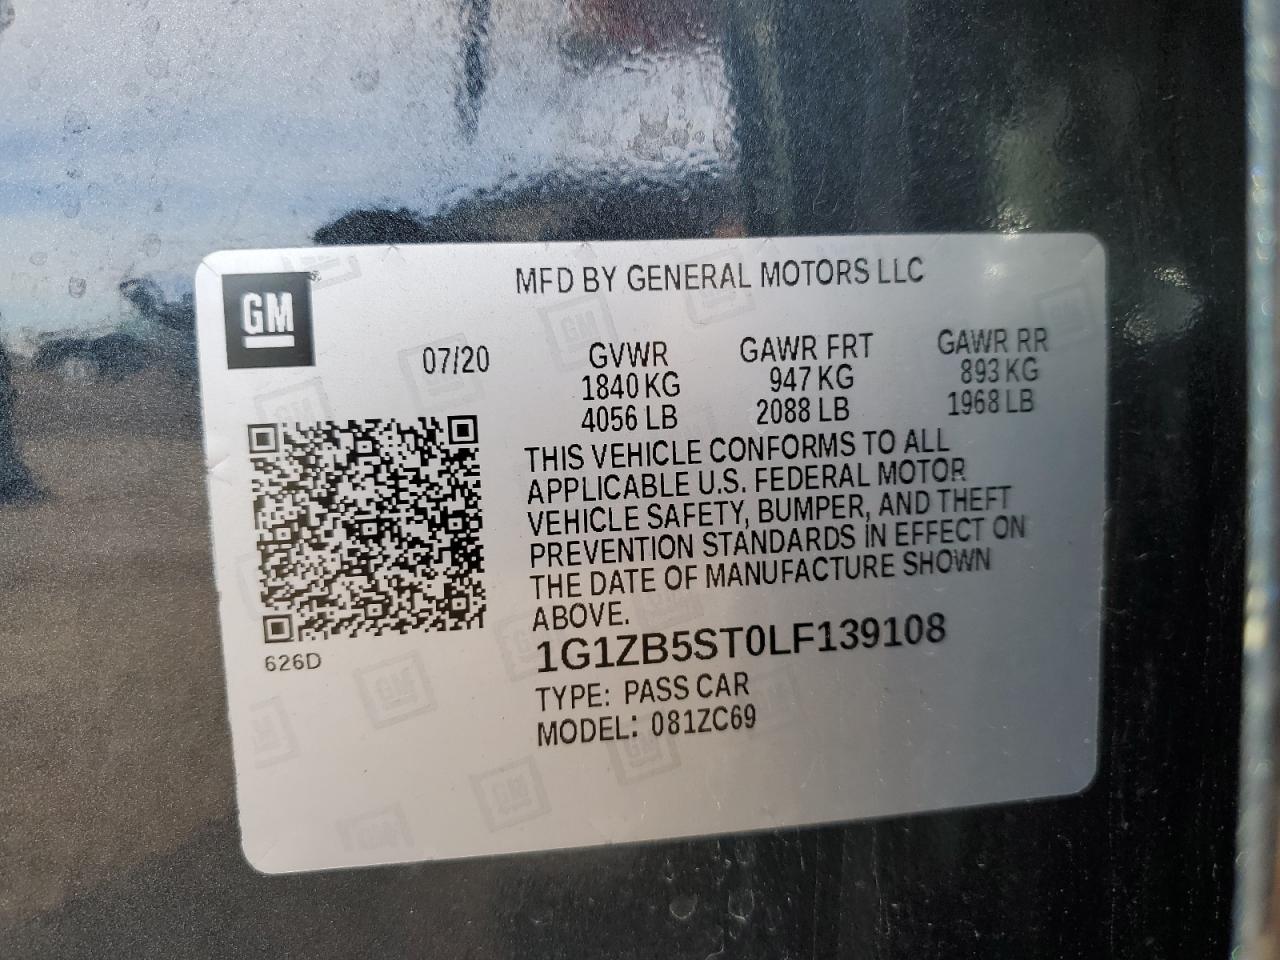 GM
MFD BY GENERAL MOTORS LLC
07/20
GVWR GAWR FRT GAWR RR
1840 KG 947 KG 893 KG
4056 LB 2088 LB 1968 LB
THIS VEHICLE CONFORMS TO ALL
APPLICABLE U.S. FEDERAL MOTOR
VEHICLE SAFETY, BUMPER, AND THEFT
PREVENTION STANDARDS IN EFFECT ON
THE DATE OF MANUFACTURE SHOWN
ABOVE.
1G1ZB5ST0LF139108
626D
TYPE: PASS CAR
MODEL: 081ZC69